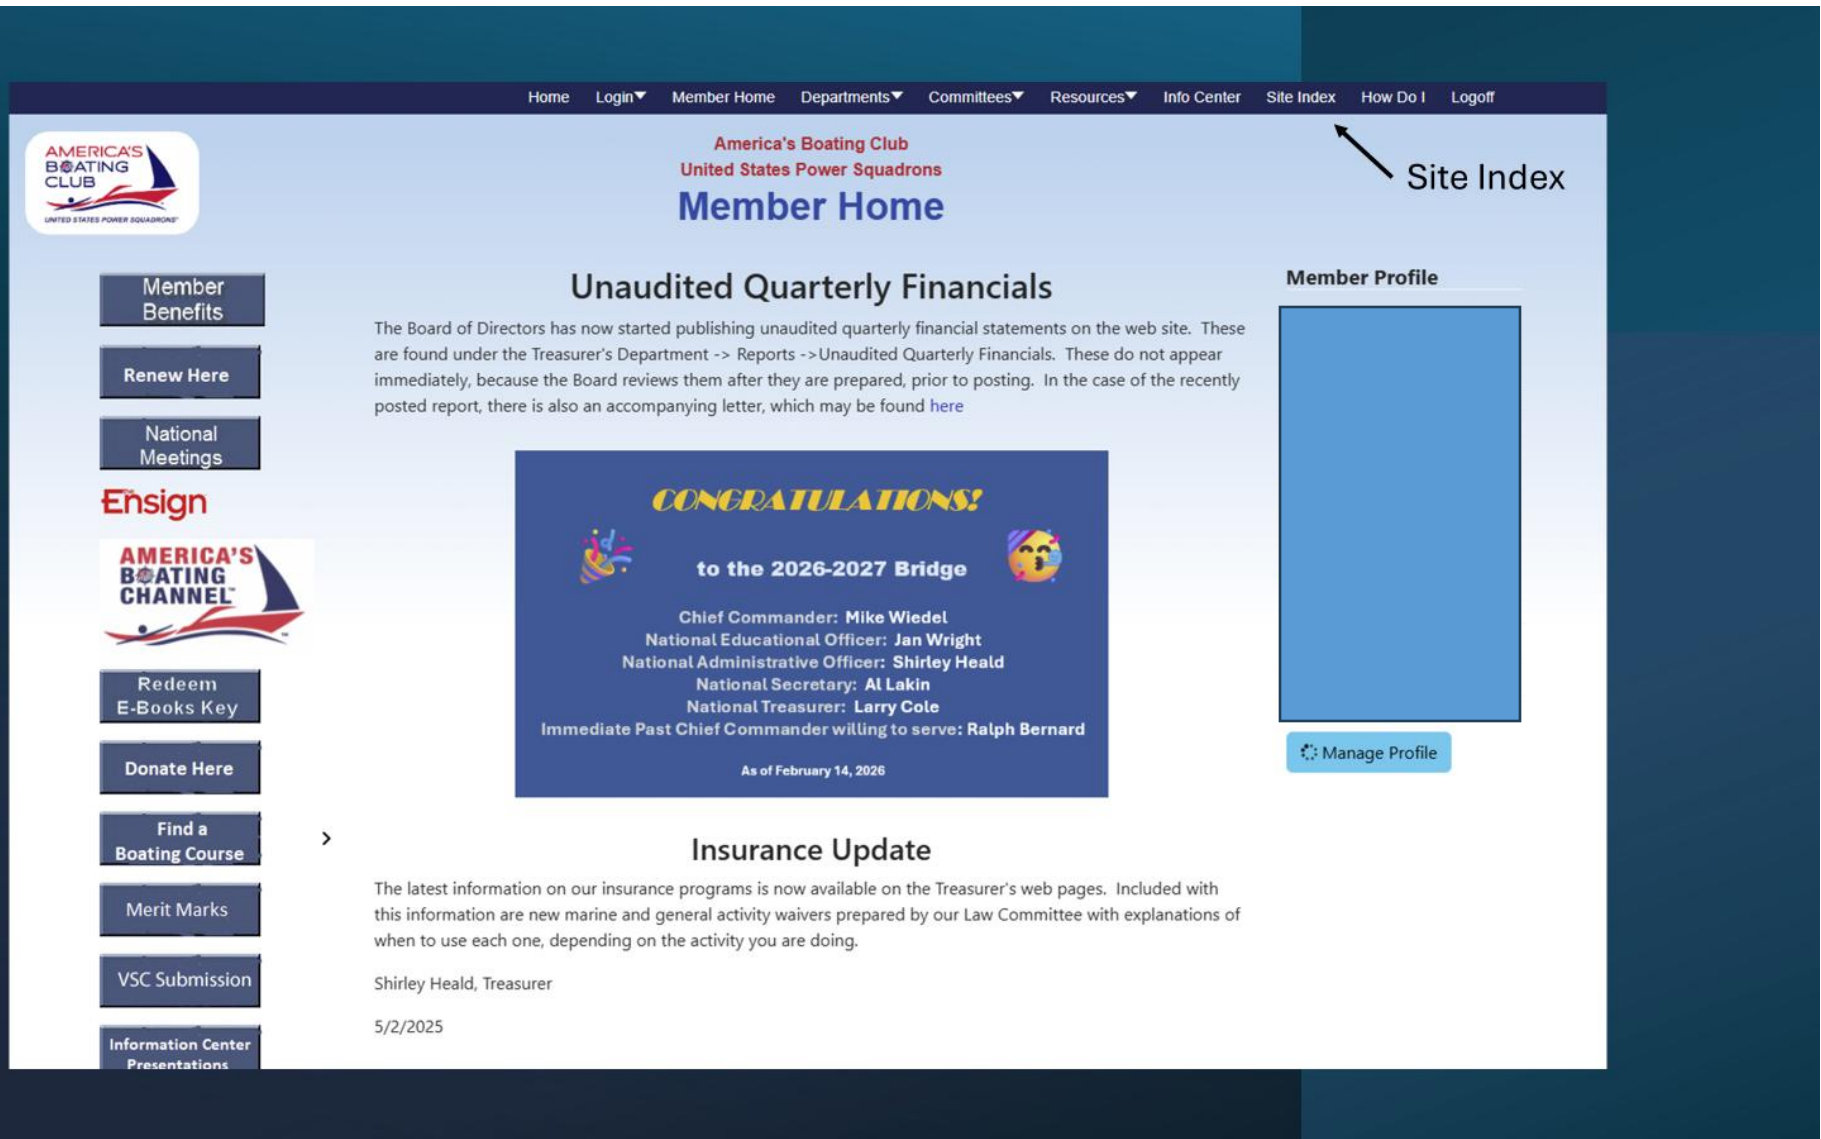 Home Login▼ Member Home Departments▼ Committees▼ Resources▼ Info Center Site Index How Do I Logoff
AMERICA'S
BOATING
CLUB
UNITED STATES POWER SQUADRONS
America's Boating Club
United States Power Squadrons
Member Home
Site Index
Member
Benefits
Renew Here
National
Meetings
Ensign
AMERICA'S
BOATING
CHANNEL
Redeem
E-Books Key
Donate Here
Find a
Boating Course
Merit Marks
VSC Submission
Information Center
Presentations
Unaudited Quarterly Financials
The Board of Directors has now started publishing unaudited quarterly financial statements on the web site. These
are found under the Treasurer's Department -> Reports ->Unaudited Quarterly Financials. These do not appear
immediately, because the Board reviews them after they are prepared, prior to posting. In the case of the recently
posted report, there is also an accompanying letter, which may be found here
CONGRATULATIONS!
to the 2026-2027 Bridge
Chief Commander: Mike Wiedel
National Educational Officer: Jan Wright
National Administrative Officer: Shirley Heald
National Secretary: Al Lakin
National Treasurer: Larry Cole
Immediate Past Chief Commander willing to serve: Ralph Bernard
As of February 14, 2026
Insurance Update
The latest information on our insurance programs is now available on the Treasurer's web pages. Included with
this information are new marine and general activity waivers prepared by our Law Committee with explanations of
when to use each one, depending on the activity you are doing.
Shirley Heald, Treasurer
5/2/2025
Member Profile
Manage Profile